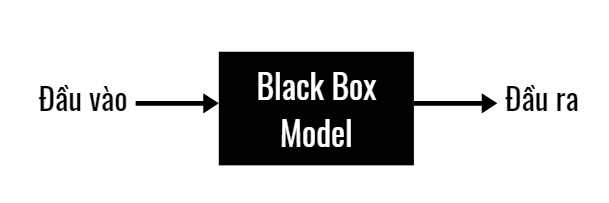 Đầu vào
Black Box
Model
Đầu ra